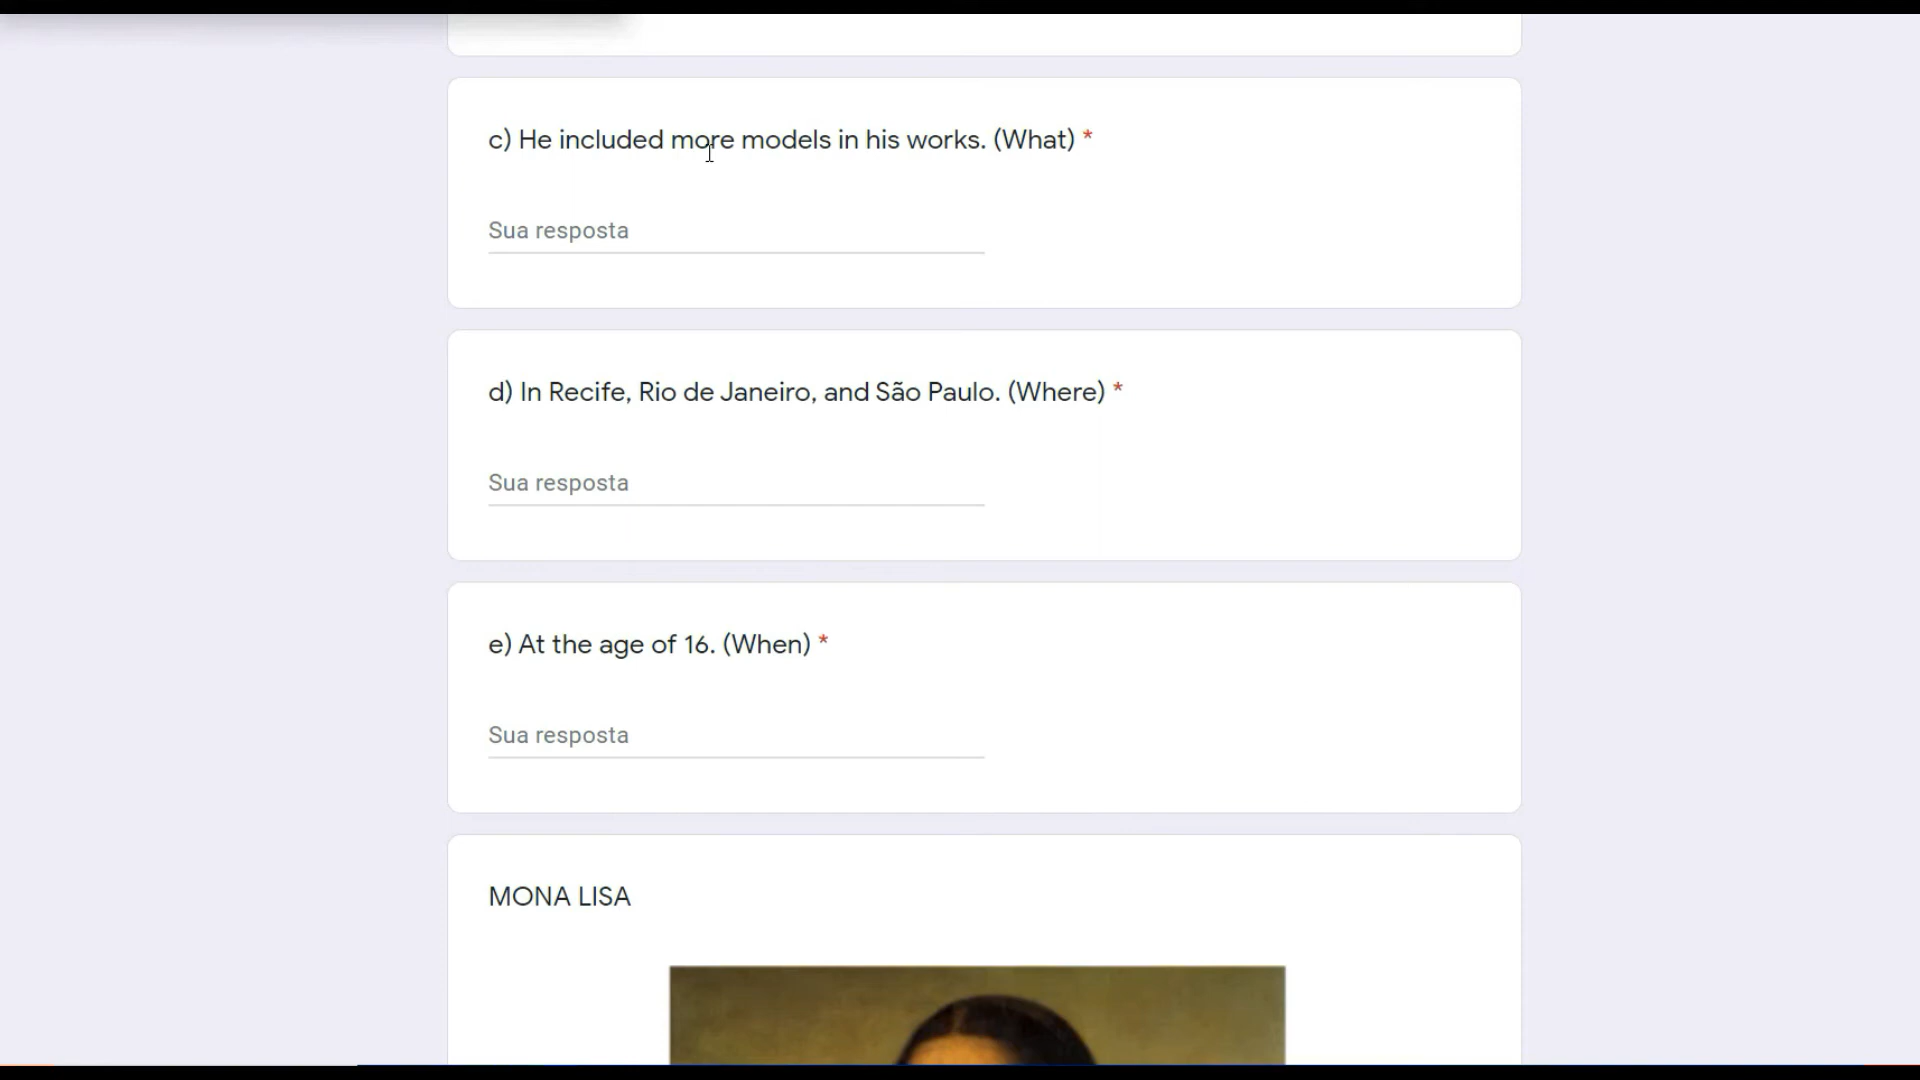 c) He included more models in his works. (What) *
Sua resposta
d) In Recife, Rio de Janeiro, and São Paulo. (Where) *
Sua resposta
e) At the age of 16. (When) *
Sua resposta
MONA LISA